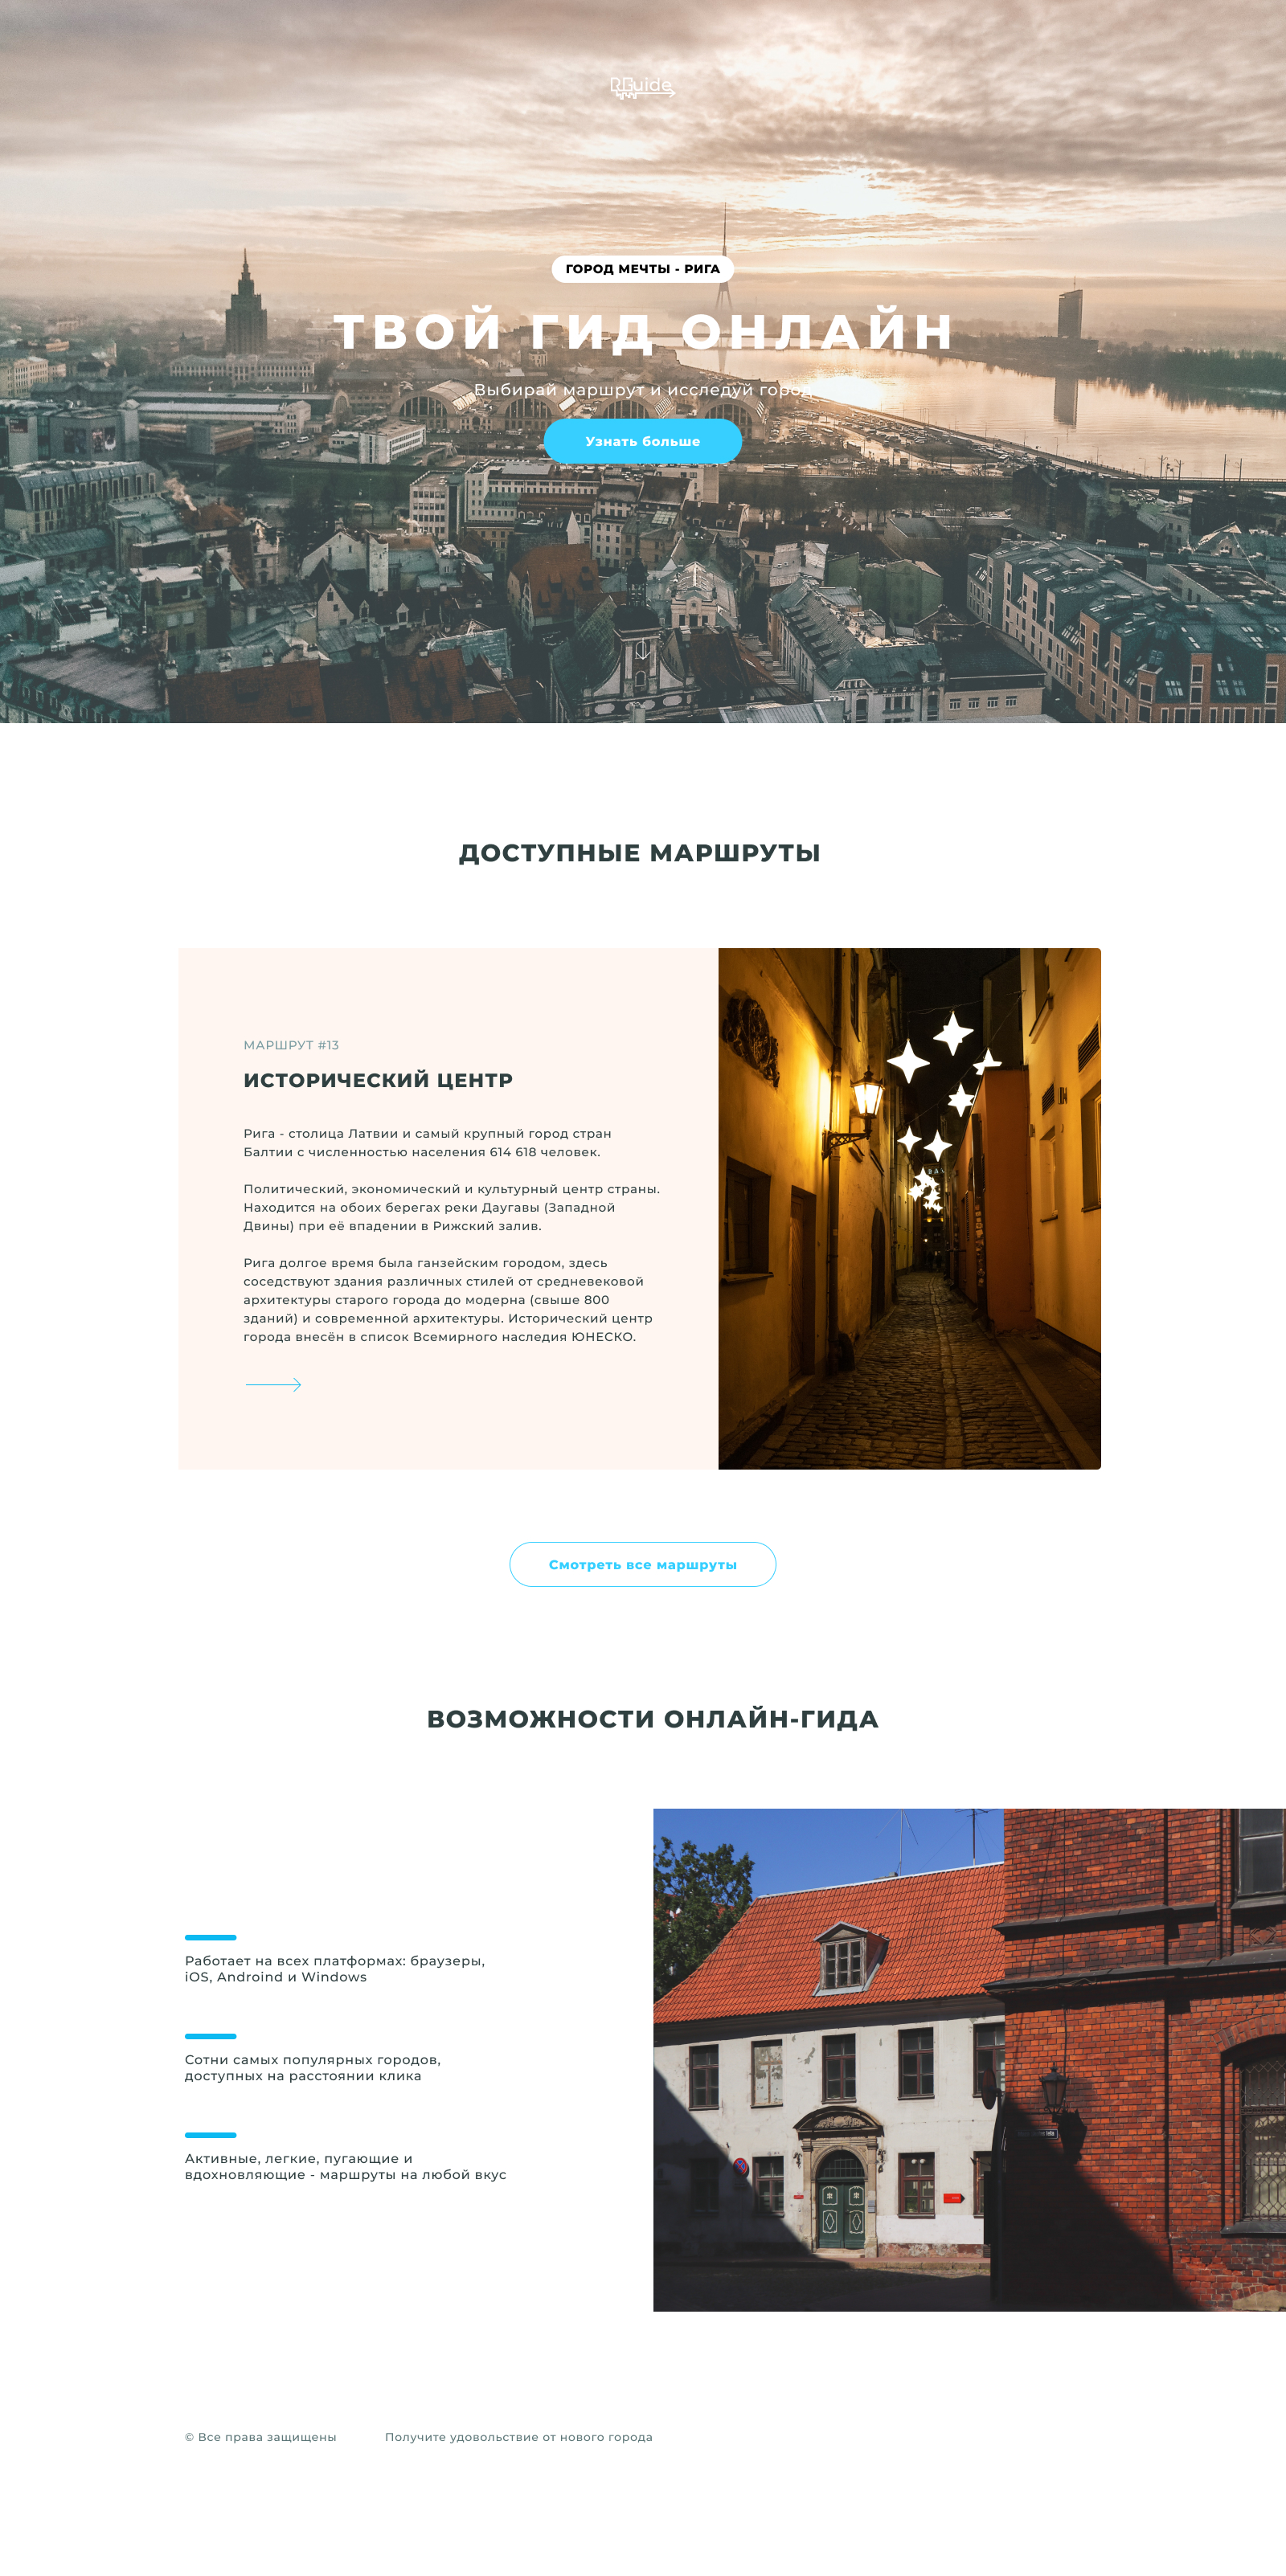 RGuide
ГОРОД МЕЧТЫ - РИГА
ТВОЙ ГИД ОНЛАЙН
Выбирай маршрут и исследуй город
Узнать больше
ДОСТУПНЫЕ МАРШРУТЫ
МАРШРУТ #13
ИСТОРИЧЕСКИЙ ЦЕНТР
Рига - столица Латвии и самый крупный город стран
Балтии с численностью населения 614 618 человек.
Политический, экономический и культурный центр страны.
Находится на обоих берегах реки Даугавы (Западной
Двины) при её впадении в Рижский залив.
Рига долгое время была ганзейским городом, здесь
соседствуют здания различных стилей от средневековой
архитектуры старого города до модерна (свыше 800
зданий) и современной архитектуры. Исторический центр
города внесён в список Всемирного наследия ЮНЕСКО.
Смотреть все маршруты
ВОЗМОЖНОСТИ ОНЛАЙН-ГИДА
Работает на всех платформах: браузеры,
iOS, Androind и Windows
Сотни самых популярных городов,
доступных на расстоянии клика
Активные, легкие, пугающие и
вдохновляющие - маршруты на любой вкус
© Все права защищены
Получите удовольствие от нового города